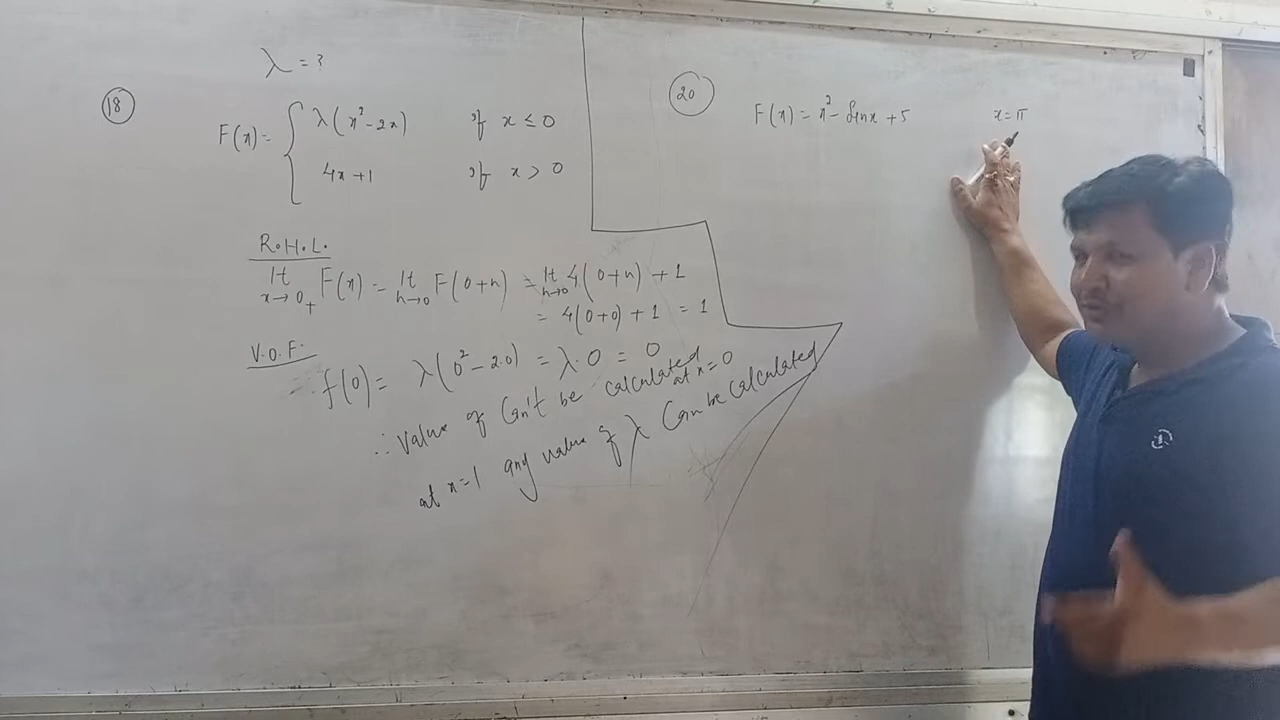 λ = ?
18
F(x) = { λ(x² - 2x) if x ≤ 0
4x + 1 if x > 0
R.H.L.
lt x→0+ F(x) = lt h→0 F(0+h) = lt h→0 4(0+h) + 1
= 4(0+0) + 1 = 1
V.O.F.
f(0) = λ(0² - 2.0) = λ.0 = 0
∴ Value of Can't be calculated at x=0
at x=1 any value of λ Can be calculated
20
F(x) = x² - Sinx + 5 x = π